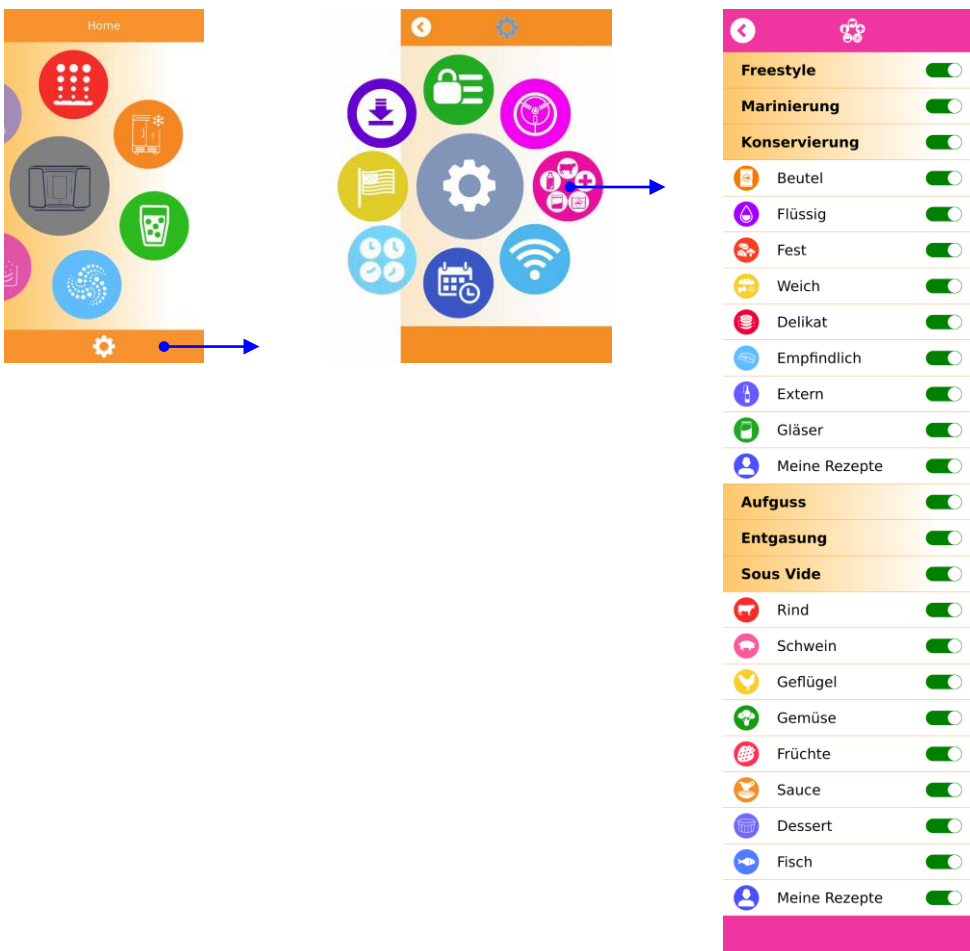 Home
Freestyle
Marinierung
Konservierung
Beutel
Flüssig
Fest
Weich
Delikat
Empfindlich
Extern
Gläser
Meine Rezepte
Aufguss
Entgasung
Sous Vide
Rind
Schwein
Geflügel
Gemüse
Früchte
Sauce
Dessert
Fisch
Meine Rezepte